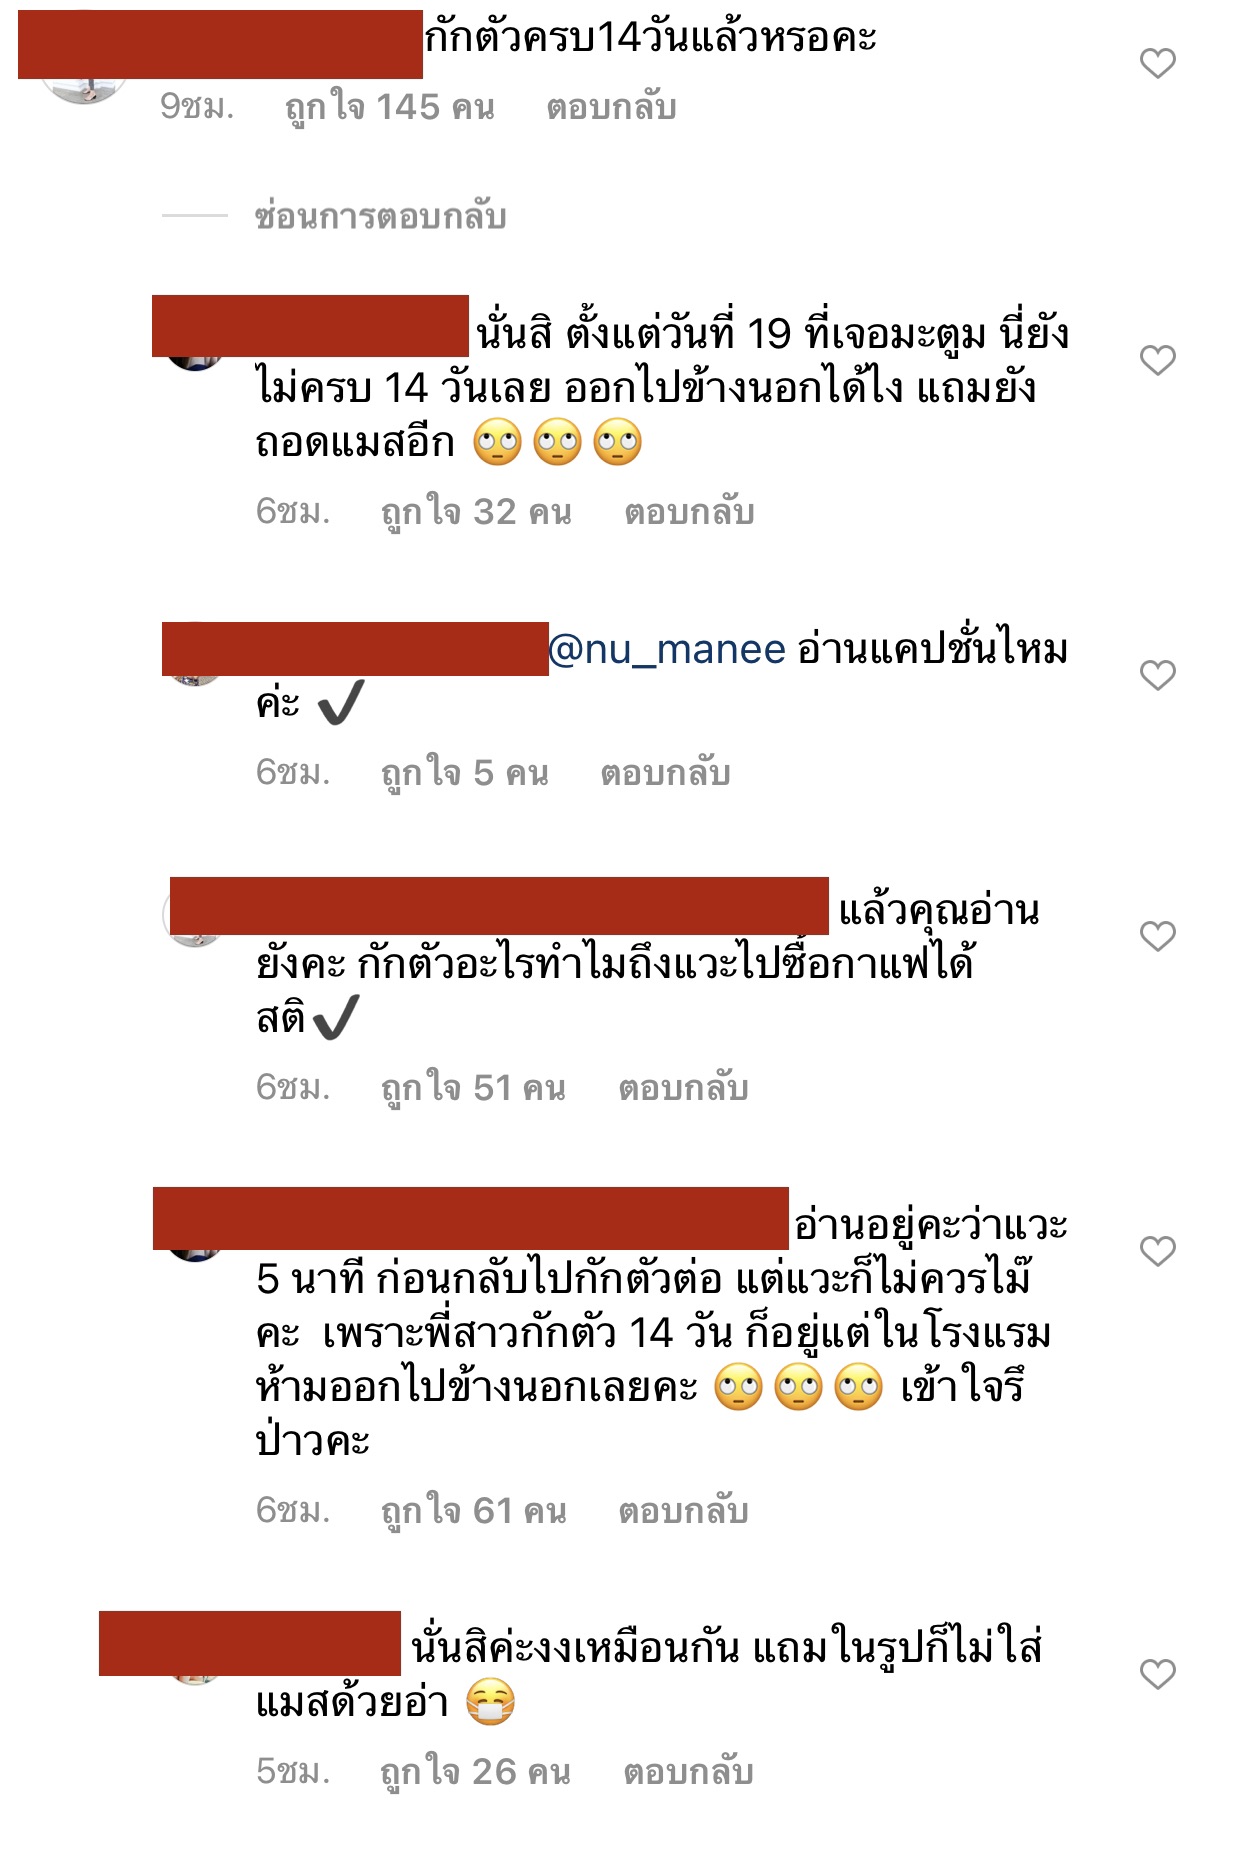 กักตัวครบ14วันแล้วหรอคะ
9ชม. ถูกใจ 145 คน ตอบกลับ
ซ่อนการตอบกลับ
นั่นสิ ตั้งแต่วันที่ 19 ที่เจอมะตูม นี่ยัง
ไม่ครบ 14 วันเลย ออกไปข้างนอกได้ไง แถมยัง
ถอดแมสอีก 🙄🙄🙄
6ชม. ถูกใจ 32 คน ตอบกลับ
@nu_manee อ่านแคปชั่นไหม
ค่ะ ✔
6ชม. ถูกใจ 5 คน ตอบกลับ
แล้วคุณอ่าน
ยังคะ กักตัวอะไรทำไมถึงแวะไปซื้อกาแฟได้
สติ✔
6ชม. ถูกใจ 51 คน ตอบกลับ
อ่านอยู่คะว่าแวะ
5 นาที ก่อนกลับไปกักตัวต่อ แต่แวะก็ไม่ควรไม๊
คะ เพราะพี่สาวกักตัว 14 วัน ก็อยู่แต่ในโรงแรม
ห้ามออกไปข้างนอกเลยคะ 🙄🙄🙄 เข้าใจรึ
ป่าวคะ
6ชม. ถูกใจ 61 คน ตอบกลับ
นั่นสิค่ะงงเหมือนกัน แถมในรูปก็ไม่ใส่
แมสด้วยอ่า 😷
5ชม. ถูกใจ 26 คน ตอบกลับ